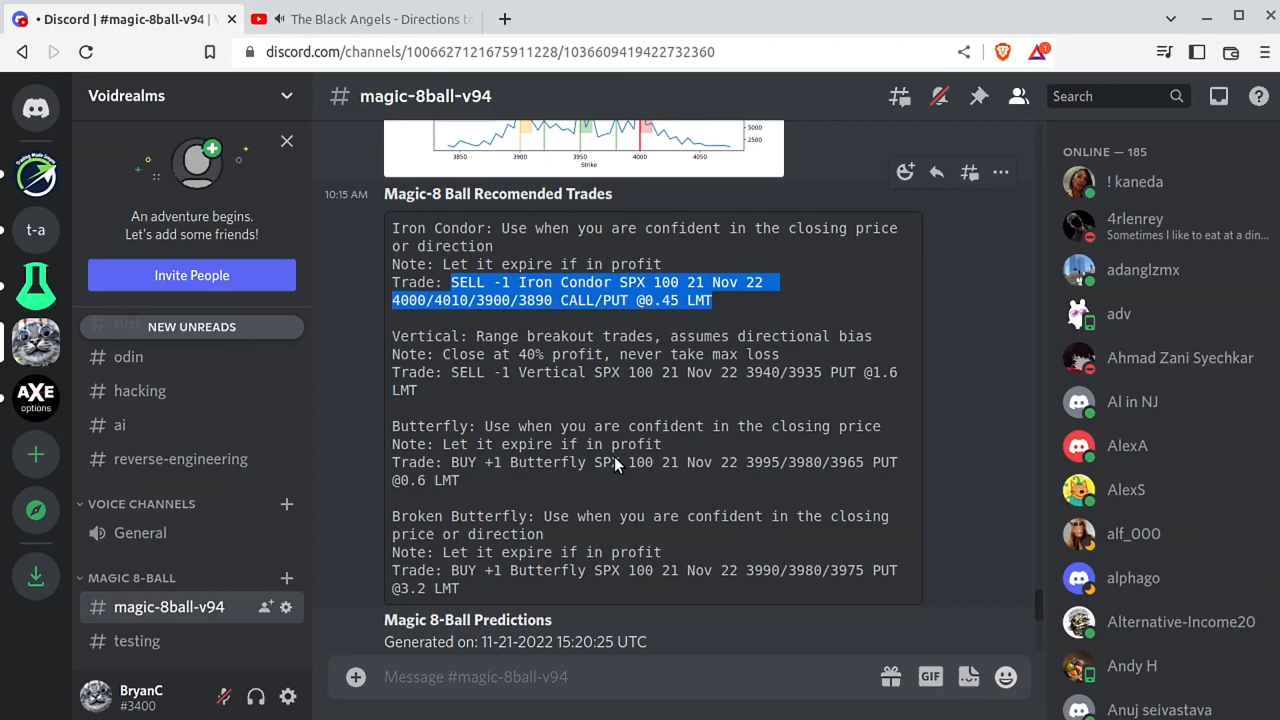 • Discord | #magic-8ball-v94 |
The Black Angels - Directions to
discord.com/channels/1006627121675911228/1036609419422732360
1
Voidrealms
# magic-8ball-v94
Search
An adventure begins.
Let's add some friends!
Invite People
NEW UNREADS
# odin
# hacking
# ai
# reverse-engineering
VOICE CHANNELS
General
MAGIC 8-BALL
# magic-8ball-v94
# testing
BryanC
#3400
t-a
AXE
options
5000
2500
3850 3900 3950 4000 4050
Strike
10:15 AM
Magic-8 Ball Recomended Trades
Iron Condor: Use when you are confident in the closing price
or direction
Note: Let it expire if in profit
Trade: SELL -1 Iron Condor SPX 100 21 Nov 22
4000/4010/3900/3890 CALL/PUT @0.45 LMT
Vertical: Range breakout trades, assumes directional bias
Note: Close at 40% profit, never take max loss
Trade: SELL -1 Vertical SPX 100 21 Nov 22 3940/3935 PUT @1.6
LMT
Butterfly: Use when you are confident in the closing price
Note: Let it expire if in profit
Trade: BUY +1 Butterfly SPX 100 21 Nov 22 3995/3980/3965 PUT
@0.6 LMT
Broken Butterfly: Use when you are confident in the closing
price or direction
Note: Let it expire if in profit
Trade: BUY +1 Butterfly SPX 100 21 Nov 22 3990/3980/3975 PUT
@3.2 LMT
Magic 8-Ball Predictions
Generated on: 11-21-2022 15:20:25 UTC
Message #magic-8ball-v94
GIF
ONLINE — 185
! kaneda
4rlenrey
Sometimes I like to eat at a din...
adanglzmx
adv
Ahmad Zani Syechkar
Al in NJ
AlexA
AlexS
alf_000
alphago
Alternative-Income20
Andy H
Anuj seivastava